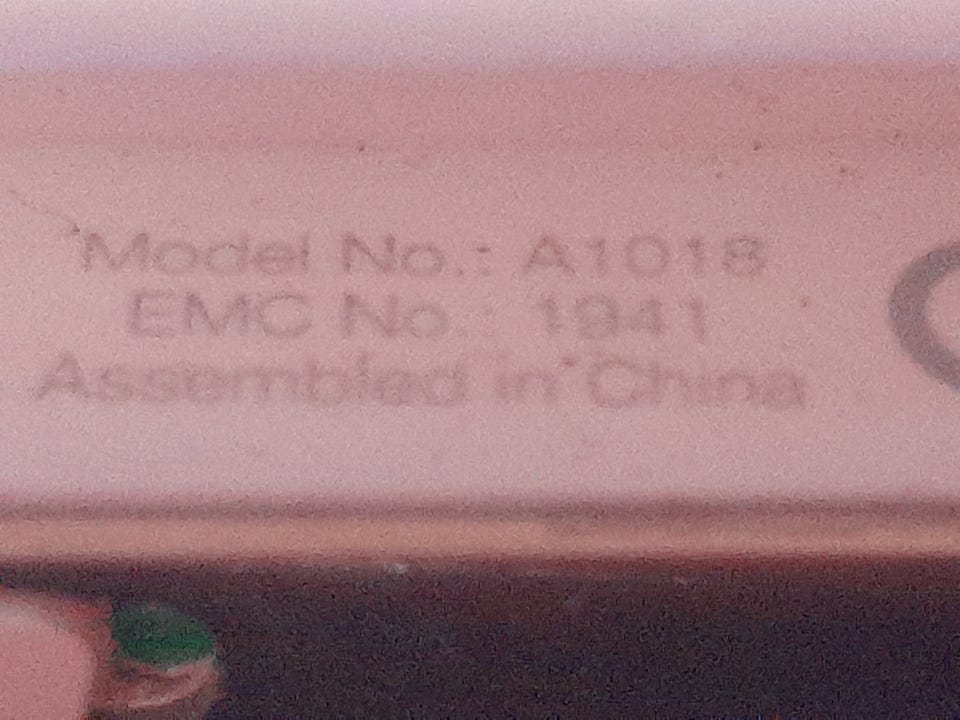 Model No.: A1018
EMC No.: 1941
Assembled in China